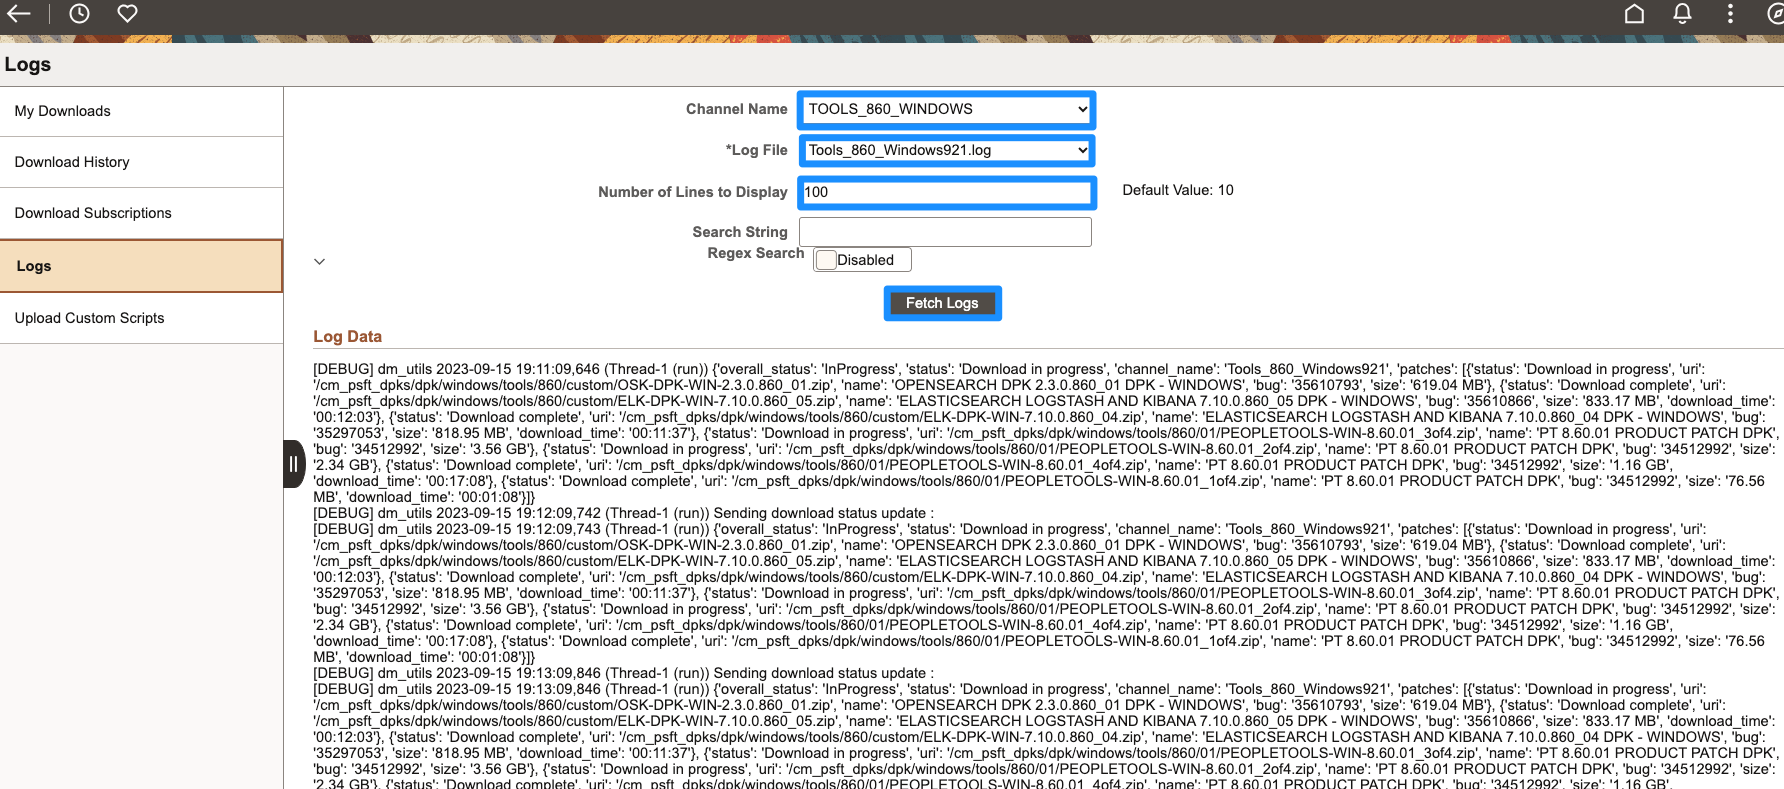 Logs
My Downloads
Download History
Download Subscriptions
Logs
Upload Custom Scripts
Channel Name TOOLS_860_WINDOWS
*Log File Tools_860_Windows921.log
Number of Lines to Display 100 Default Value: 10
Search String
Regex Search Disabled
Fetch Logs
Log Data
[DEBUG] dm_utils 2023-09-15 19:11:09,646 (Thread-1 (run)) {'overall_status': 'InProgress', 'status': 'Download in progress', 'channel_name': 'Tools_860_Windows921', 'patches': [{'status': 'Download in progress', 'uri':
'/cm_psft_dpks/dpk/windows/tools/860/custom/OSK-DPK-WIN-2.3.0.860_01.zip', 'name': 'OPENSEARCH DPK 2.3.0.860_01 DPK - WINDOWS', 'bug': '35610793', 'size': '619.04 MB'}, {'status': 'Download complete', 'uri':
'/cm_psft_dpks/dpk/windows/tools/860/custom/ELK-DPK-WIN-7.10.0.860_05.zip', 'name': 'ELASTICSEARCH LOGSTASH AND KIBANA 7.10.0.860_05 DPK - WINDOWS', 'bug': '35610866', 'size': '833.17 MB', 'download_time':
'00:12:03'}, {'status': 'Download complete', 'uri': '/cm_psft_dpks/dpk/windows/tools/860/custom/ELK-DPK-WIN-7.10.0.860_04.zip', 'name': 'ELASTICSEARCH LOGSTASH AND KIBANA 7.10.0.860_04 DPK - WINDOWS', 'bug':
'35297053', 'size': '818.95 MB', 'download_time': '00:11:37'}, {'status': 'Download in progress', 'uri': '/cm_psft_dpks/dpk/windows/tools/860/01/PEOPLETOOLS-WIN-8.60.01_3of4.zip', 'name': 'PT 8.60.01 PRODUCT PATCH DPK',
'bug': '34512992', 'size': '3.56 GB'}, {'status': 'Download in progress', 'uri': '/cm_psft_dpks/dpk/windows/tools/860/01/PEOPLETOOLS-WIN-8.60.01_2of4.zip', 'name': 'PT 8.60.01 PRODUCT PATCH DPK', 'bug': '34512992', 'size':
'2.34 GB'}, {'status': 'Download complete', 'uri': '/cm_psft_dpks/dpk/windows/tools/860/01/PEOPLETOOLS-WIN-8.60.01_4of4.zip', 'name': 'PT 8.60.01 PRODUCT PATCH DPK', 'bug': '34512992', 'size': '1.16 GB',
'download_time': '00:17:08'}, {'status': 'Download complete', 'uri': '/cm_psft_dpks/dpk/windows/tools/860/01/PEOPLETOOLS-WIN-8.60.01_1of4.zip', 'name': 'PT 8.60.01 PRODUCT PATCH DPK', 'bug': '34512992', 'size': '76.56
MB', 'download_time': '00:01:08'}]}
[DEBUG] dm_utils 2023-09-15 19:12:09,742 (Thread-1 (run)) Sending download status update :
[DEBUG] dm_utils 2023-09-15 19:12:09,743 (Thread-1 (run)) {'overall_status': 'InProgress', 'status': 'Download in progress', 'channel_name': 'Tools_860_Windows921', 'patches': [{'status': 'Download in progress', 'uri':
'/cm_psft_dpks/dpk/windows/tools/860/custom/OSK-DPK-WIN-2.3.0.860_01.zip', 'name': 'OPENSEARCH DPK 2.3.0.860_01 DPK - WINDOWS', 'bug': '35610793', 'size': '619.04 MB'}, {'status': 'Download complete', 'uri':
'/cm_psft_dpks/dpk/windows/tools/860/custom/ELK-DPK-WIN-7.10.0.860_05.zip', 'name': 'ELASTICSEARCH LOGSTASH AND KIBANA 7.10.0.860_05 DPK - WINDOWS', 'bug': '35610866', 'size': '833.17 MB', 'download_time':
'00:12:03'}, {'status': 'Download complete', 'uri': '/cm_psft_dpks/dpk/windows/tools/860/custom/ELK-DPK-WIN-7.10.0.860_04.zip', 'name': 'ELASTICSEARCH LOGSTASH AND KIBANA 7.10.0.860_04 DPK - WINDOWS', 'bug':
'35297053', 'size': '818.95 MB', 'download_time': '00:11:37'}, {'status': 'Download in progress', 'uri': '/cm_psft_dpks/dpk/windows/tools/860/01/PEOPLETOOLS-WIN-8.60.01_3of4.zip', 'name': 'PT 8.60.01 PRODUCT PATCH DPK',
'bug': '34512992', 'size': '3.56 GB'}, {'status': 'Download in progress', 'uri': '/cm_psft_dpks/dpk/windows/tools/860/01/PEOPLETOOLS-WIN-8.60.01_2of4.zip', 'name': 'PT 8.60.01 PRODUCT PATCH DPK', 'bug': '34512992', 'size':
'2.34 GB'}, {'status': 'Download complete', 'uri': '/cm_psft_dpks/dpk/windows/tools/860/01/PEOPLETOOLS-WIN-8.60.01_4of4.zip', 'name': 'PT 8.60.01 PRODUCT PATCH DPK', 'bug': '34512992', 'size': '1.16 GB',
'download_time': '00:17:08'}, {'status': 'Download complete', 'uri': '/cm_psft_dpks/dpk/windows/tools/860/01/PEOPLETOOLS-WIN-8.60.01_1of4.zip', 'name': 'PT 8.60.01 PRODUCT PATCH DPK', 'bug': '34512992', 'size': '76.56
MB', 'download_time': '00:01:08'}]}
[DEBUG] dm_utils 2023-09-15 19:13:09,846 (Thread-1 (run)) Sending download status update :
[DEBUG] dm_utils 2023-09-15 19:13:09,846 (Thread-1 (run)) {'overall_status': 'InProgress', 'status': 'Download in progress', 'channel_name': 'Tools_860_Windows921', 'patches': [{'status': 'Download in progress', 'uri':
'/cm_psft_dpks/dpk/windows/tools/860/custom/OSK-DPK-WIN-2.3.0.860_01.zip', 'name': 'OPENSEARCH DPK 2.3.0.860_01 DPK - WINDOWS', 'bug': '35610793', 'size': '619.04 MB'}, {'status': 'Download complete', 'uri':
'/cm_psft_dpks/dpk/windows/tools/860/custom/ELK-DPK-WIN-7.10.0.860_05.zip', 'name': 'ELASTICSEARCH LOGSTASH AND KIBANA 7.10.0.860_05 DPK - WINDOWS', 'bug': '35610866', 'size': '833.17 MB', 'download_time':
'00:12:03'}, {'status': 'Download complete', 'uri': '/cm_psft_dpks/dpk/windows/tools/860/custom/ELK-DPK-WIN-7.10.0.860_04.zip', 'name': 'ELASTICSEARCH LOGSTASH AND KIBANA 7.10.0.860_04 DPK - WINDOWS', 'bug':
'35297053', 'size': '818.95 MB', 'download_time': '00:11:37'}, {'status': 'Download in progress', 'uri': '/cm_psft_dpks/dpk/windows/tools/860/01/PEOPLETOOLS-WIN-8.60.01_3of4.zip', 'name': 'PT 8.60.01 PRODUCT PATCH DPK',
'bug': '34512992', 'size': '3.56 GB'}, {'status': 'Download in progress', 'uri': '/cm_psft_dpks/dpk/windows/tools/860/01/PEOPLETOOLS-WIN-8.60.01_2of4.zip', 'name': 'PT 8.60.01 PRODUCT PATCH DPK', 'bug': '34512992', 'size':
'2.34 GB'}, {'status': 'Download complete', 'uri': '/cm_psft_dpks/dpk/windows/tools/860/01/PEOPLETOOLS-WIN-8.60.01_4of4.zip', 'name': 'PT 8.60.01 PRODUCT PATCH DPK', 'bug': '34512992', 'size': '1.16 GB',